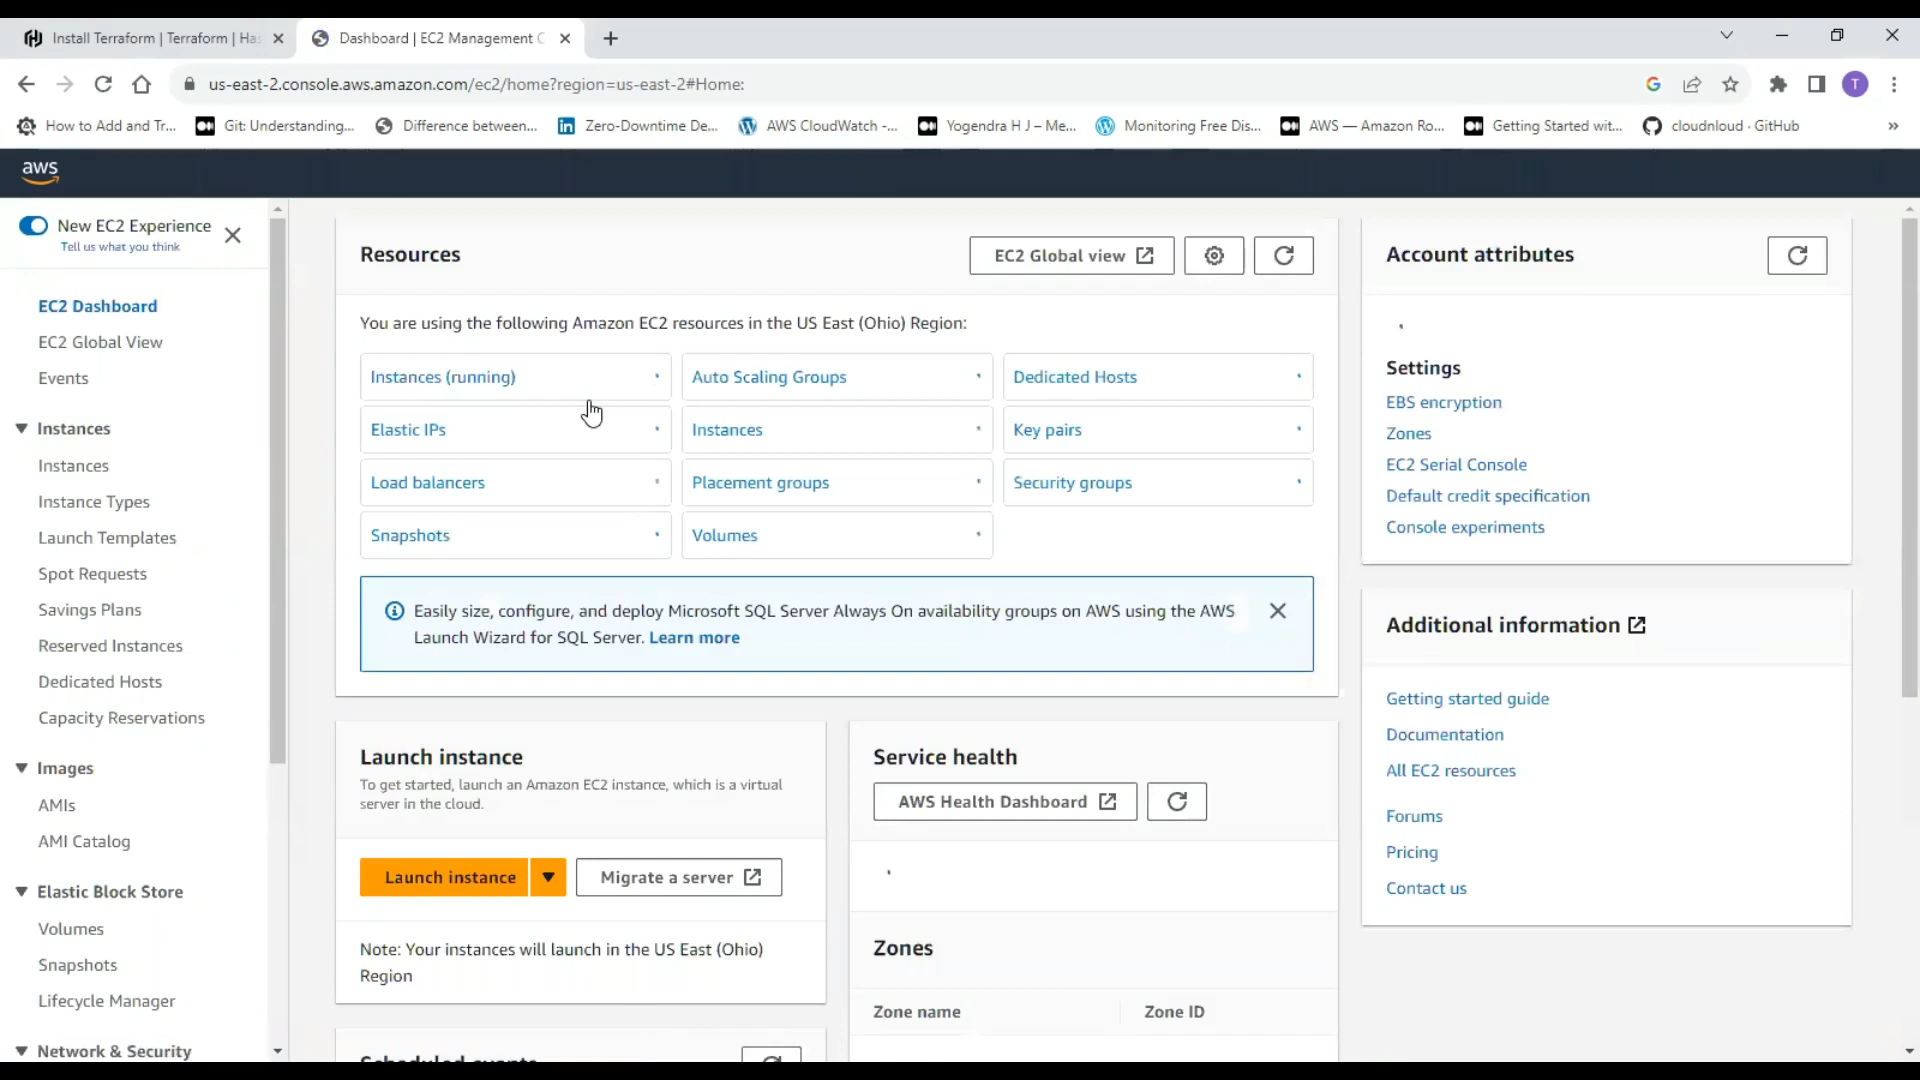 Install Terraform | Terraform | Has
Dashboard | EC2 Management C
us-east-2.console.aws.amazon.com/ec2/home?region=us-east-2#Home:
T
How to Add and Tr...
Git: Understanding...
Difference between...
Zero-Downtime De...
AWS CloudWatch -...
Yogendra H J – Me...
Monitoring Free Dis...
AWS — Amazon Ro...
Getting Started wit...
cloudnloud · GitHub
»
aws
New EC2 Experience
Tell us what you think
EC2 Dashboard
EC2 Global View
Events
Instances
Instances
Instance Types
Launch Templates
Spot Requests
Savings Plans
Reserved Instances
Dedicated Hosts
Capacity Reservations
Images
AMIs
AMI Catalog
Elastic Block Store
Volumes
Snapshots
Lifecycle Manager
Network & Security
Resources
EC2 Global view
You are using the following Amazon EC2 resources in the US East (Ohio) Region:
Instances (running)
Auto Scaling Groups
Dedicated Hosts
Elastic IPs
Instances
Key pairs
Load balancers
Placement groups
Security groups
Snapshots
Volumes
Easily size, configure, and deploy Microsoft SQL Server Always On availability groups on AWS using the AWS
Launch Wizard for SQL Server. Learn more
Launch instance
To get started, launch an Amazon EC2 instance, which is a virtual
server in the cloud.
Launch instance
Migrate a server
Note: Your instances will launch in the US East (Ohio)
Region
Scheduled events
Service health
AWS Health Dashboard
Zones
Zone name
Zone ID
Account attributes
Settings
EBS encryption
Zones
EC2 Serial Console
Default credit specification
Console experiments
Additional information
Getting started guide
Documentation
All EC2 resources
Forums
Pricing
Contact us